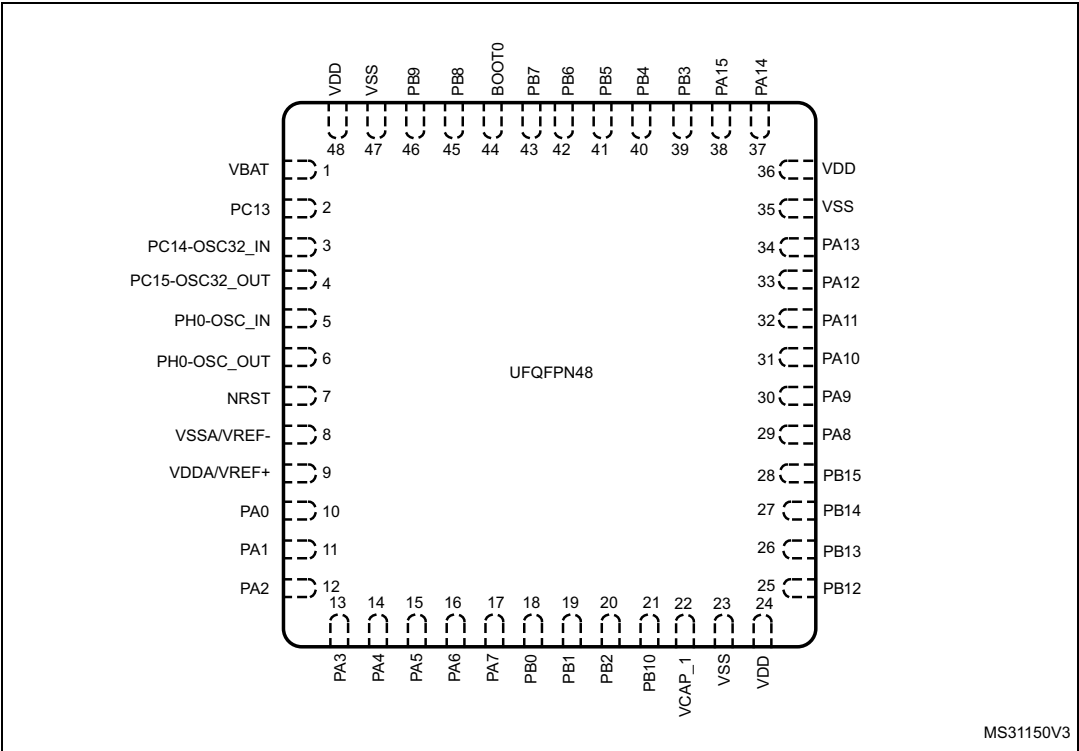 VDD VSS PB9 PB8 BOOT0 PB7 PB6 PB5 PB4 PB3 PA15 PA14
48 47 46 45 44 43 42 41 40 39 38 37
VBAT 1 36 VDD
PC13 2 35 VSS
PC14-OSC32_IN 3 34 PA13
PC15-OSC32_OUT 4 33 PA12
PH0-OSC_IN 5 32 PA11
PH0-OSC_OUT 6 31 PA10
UFQFPN48
NRST 7 30 PA9
VSSA/VREF- 8 29 PA8
VDDA/VREF+ 9 28 PB15
PA0 10 27 PB14
PA1 11 26 PB13
PA2 12 25 PB12
13 14 15 16 17 18 19 20 21 22 23 24
PA3 PA4 PA5 PA6 PA7 PB0 PB1 PB2 PB10 VCAP_1 VSS VDD
MS31150V3